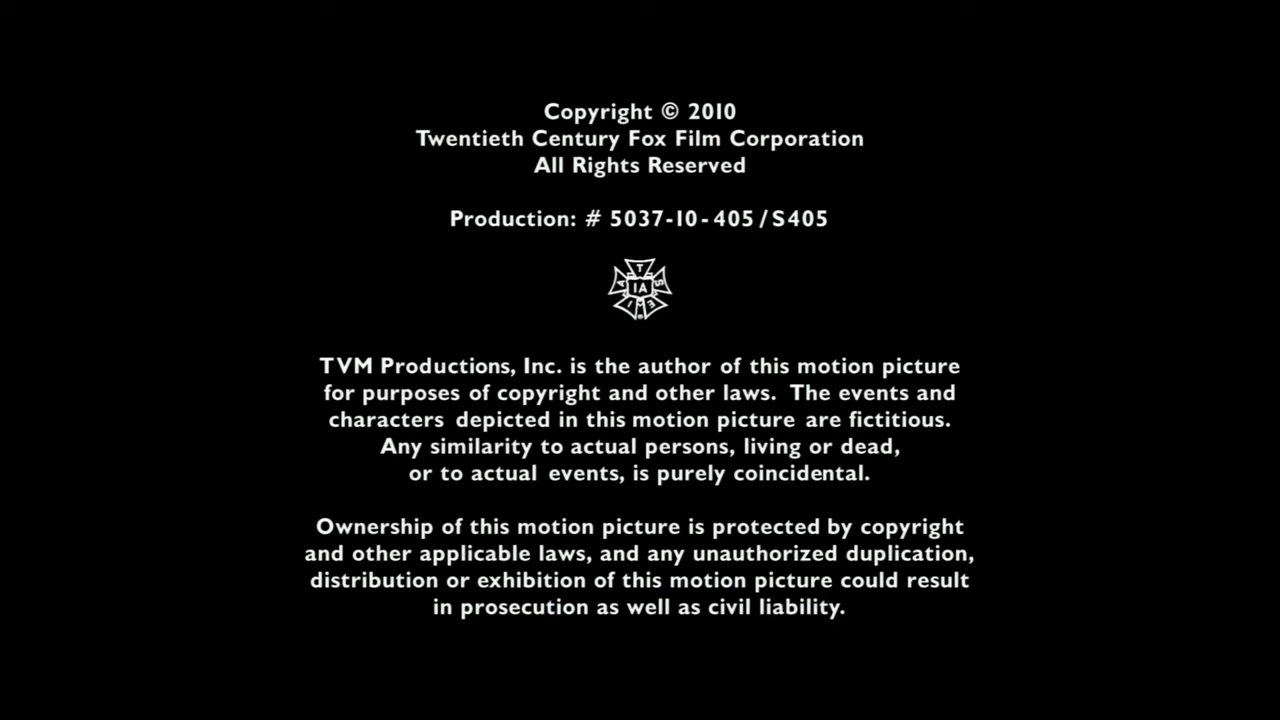 Copyright © 2010
Twentieth Century Fox Film Corporation
All Rights Reserved
Production: # 5037-10-405/S405
IA
TVM Productions, Inc. is the author of this motion picture
for purposes of copyright and other laws. The events and
characters depicted in this motion picture are fictitious.
Any similarity to actual persons, living or dead,
or to actual events, is purely coincidental.
Ownership of this motion picture is protected by copyright
and other applicable laws, and any unauthorized duplication,
distribution or exhibition of this motion picture could result
in prosecution as well as civil liability.